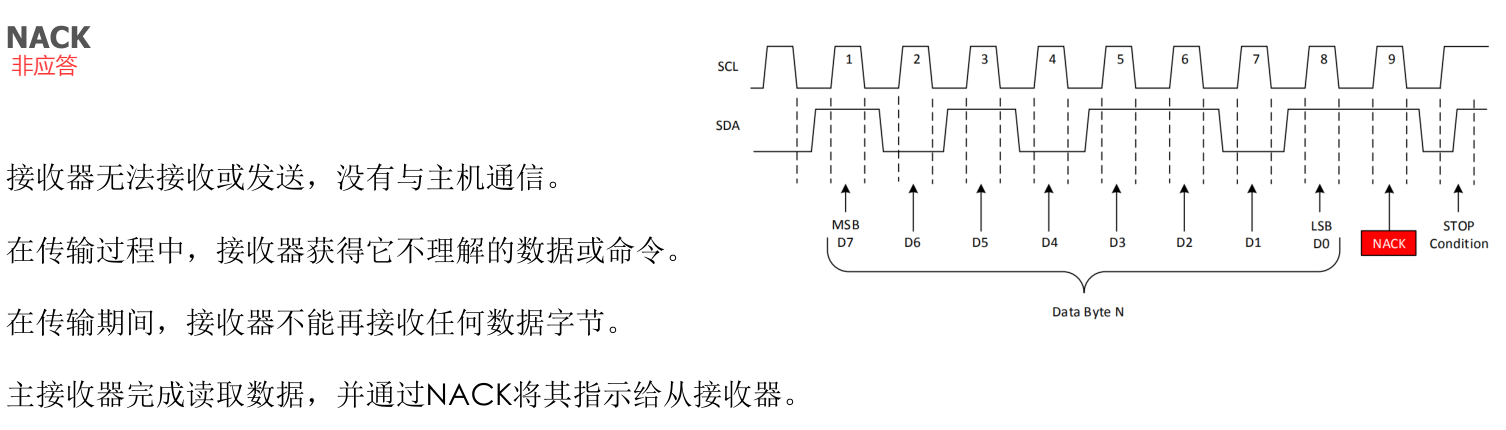 NACK
非应答
接收器无法接收或发送，没有与主机通信。
在传输过程中，接收器获得它不理解的数据或命令。
在传输期间，接收器不能再接收任何数据字节。
主接收器完成读取数据，并通过NACK将其指示给从接收器。
SCL 1 2 3 4 5 6 7 8 9
SDA
MSB LSB STOP
D7 D6 D5 D4 D3 D2 D1 D0 NACK Condition
Data Byte N